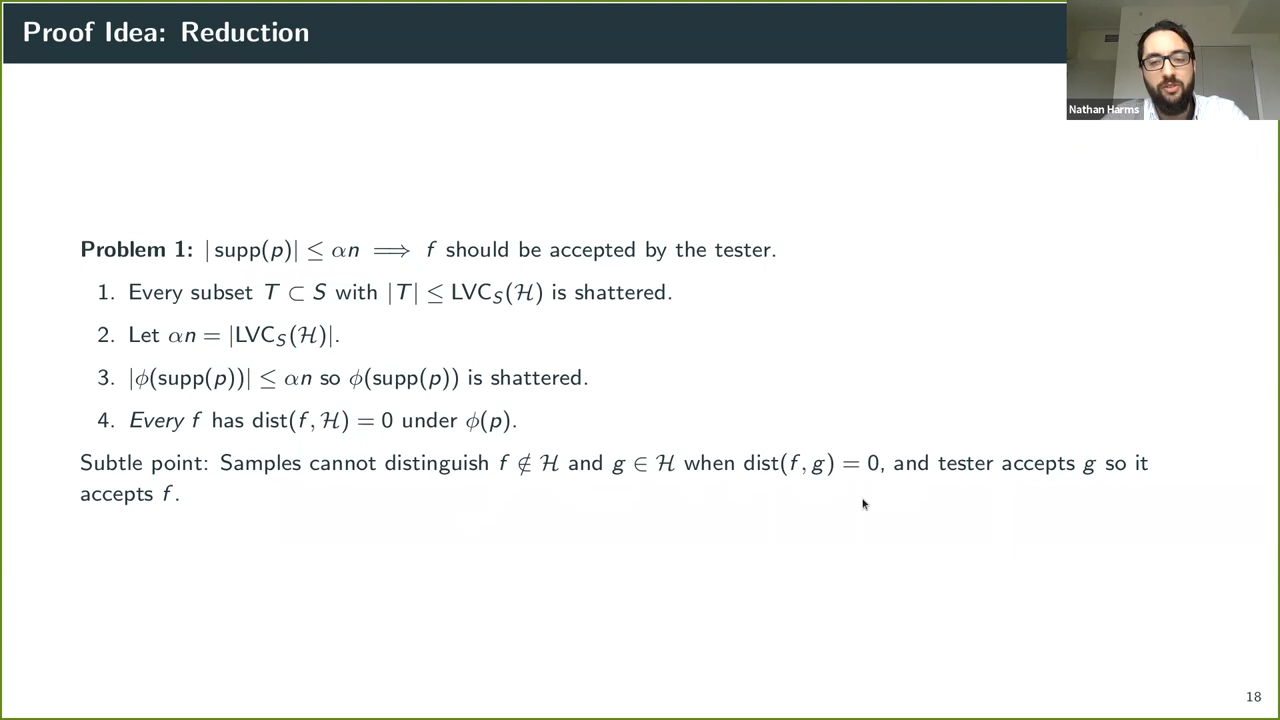 Proof Idea: Reduction
Nathan Harms
Problem 1: | supp(p)| ≤ αn ⟹ f should be accepted by the tester.
1. Every subset T ⊂ S with |T| ≤ LVC_S(ℋ) is shattered.
2. Let αn = |LVC_S(ℋ)|.
3. |ϕ(supp(p))| ≤ αn so ϕ(supp(p)) is shattered.
4. Every f has dist(f, ℋ) = 0 under ϕ(p).
Subtle point: Samples cannot distinguish f ∉ ℋ and g ∈ ℋ when dist(f, g) = 0, and tester accepts g so it
accepts f.
18